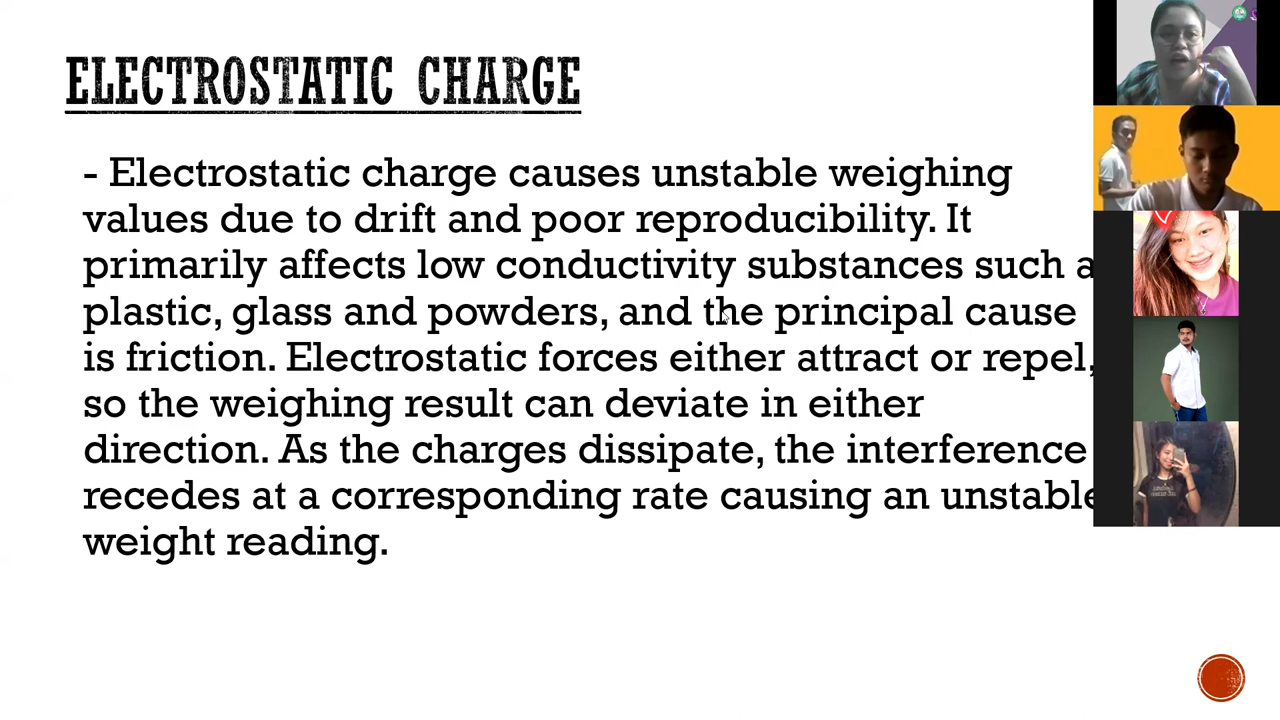 ELECTROSTATIC CHARGE
- Electrostatic charge causes unstable weighing
values due to drift and poor reproducibility. It
primarily affects low conductivity substances such
plastic, glass and powders, and the principal cause
is friction. Electrostatic forces either attract or repel,
so the weighing result can deviate in either
direction. As the charges dissipate, the interference
recedes at a corresponding rate causing an unstable
weight reading.